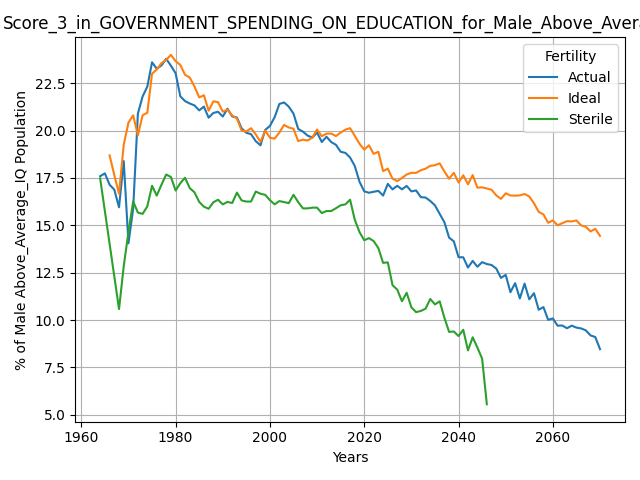 Score_3_in_GOVERNMENT_SPENDING_ON_EDUCATION_for_Male_Above_Avera
Fertility
Actual
Ideal
Sterile
% of Male Above_Average_IQ Population
22.5
20.0
17.5
15.0
12.5
10.0
7.5
5.0
1960 1980 2000 2020 2040 2060
Years